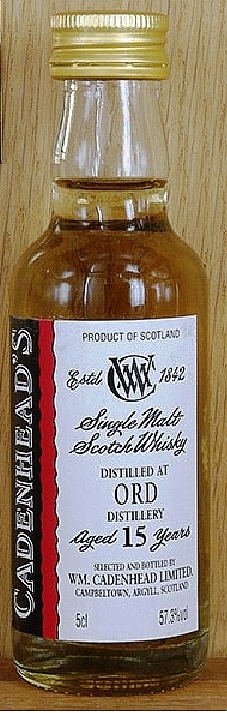 CADENHEAD'S
PRODUCT OF SCOTLAND
Estd WC 1842
Single Malt
Scotch Whisky
DISTILLED AT
ORD
DISTILLERY
Aged 15 Years
SELECTED AND BOTTLED BY
WM. CADENHEAD LIMITED.
CAMPBELTOWN, ARGYLL, SCOTLAND
5cl 57.3%vol